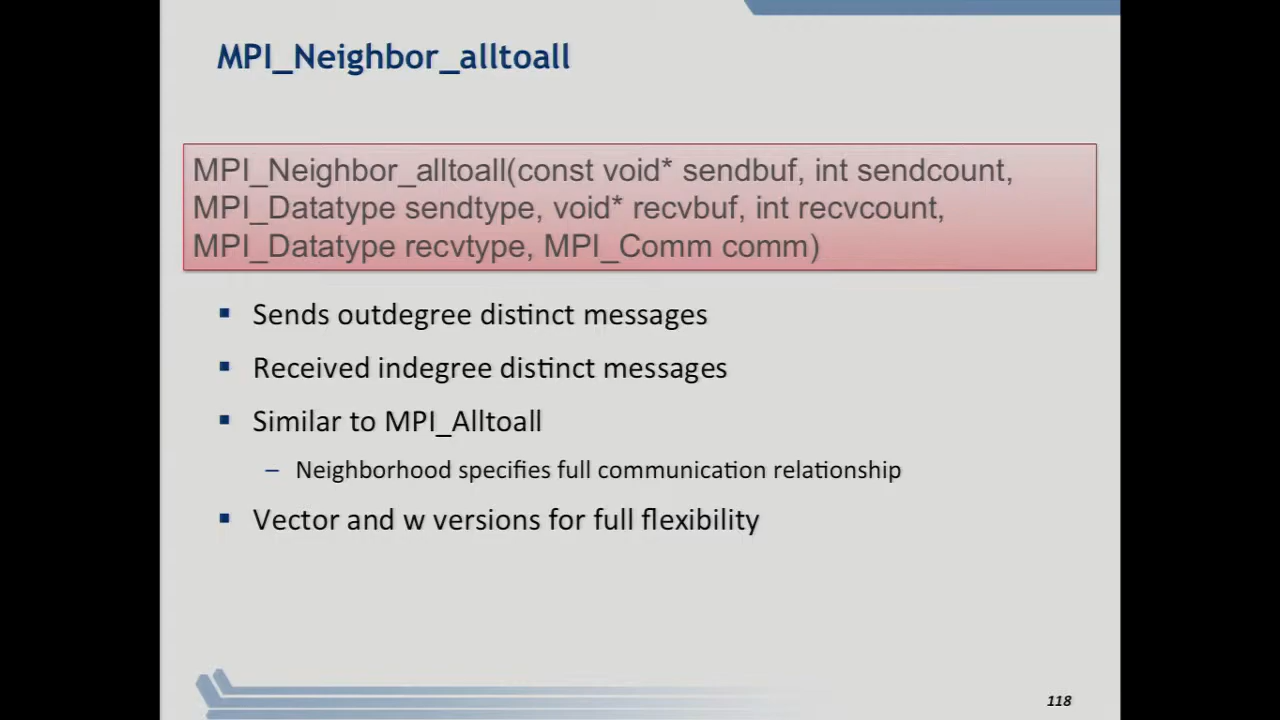 MPI_Neighbor_alltoall
MPI_Neighbor_alltoall(const void* sendbuf, int sendcount,
MPI_Datatype sendtype, void* recvbuf, int recvcount,
MPI_Datatype recvtype, MPI_Comm comm)
▪ Sends outdegree distinct messages
▪ Received indegree distinct messages
▪ Similar to MPI_Alltoall
– Neighborhood specifies full communication relationship
▪ Vector and w versions for full flexibility
118